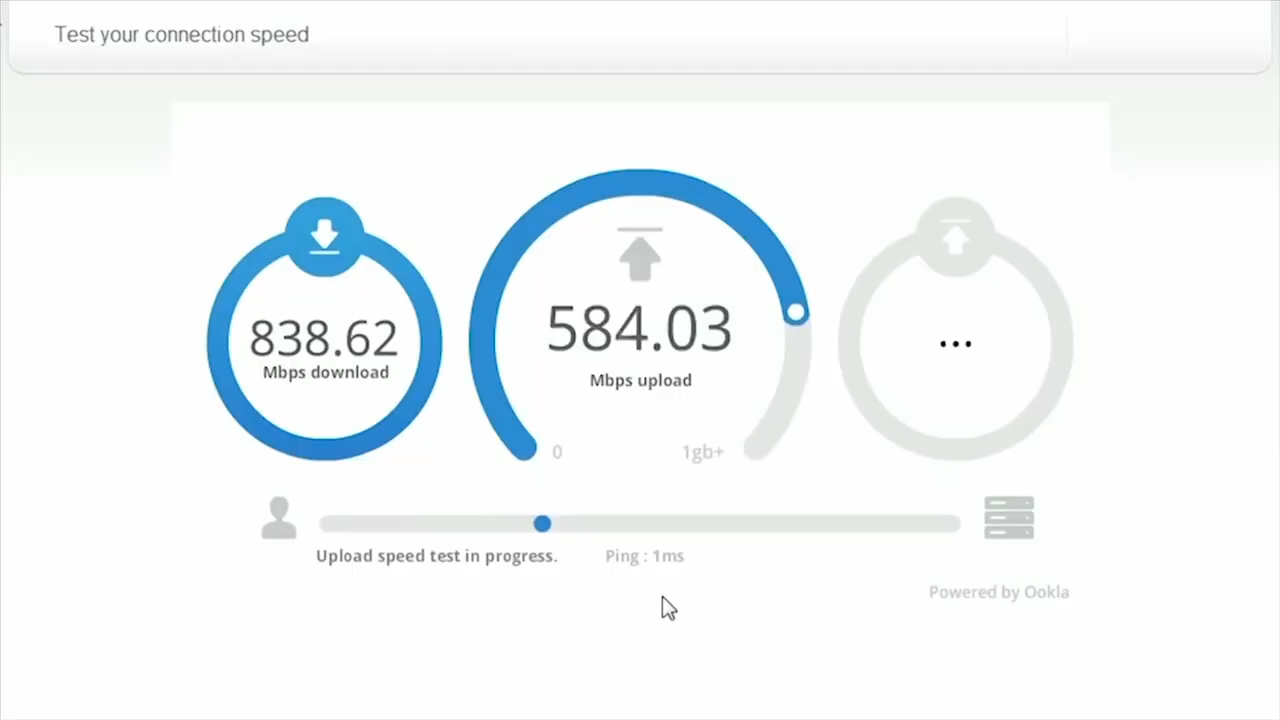 Test your connection speed
838.62
Mbps download
584.03
Mbps upload
...
0
1gb+
Upload speed test in progress.
Ping : 1ms
Powered by Ookla